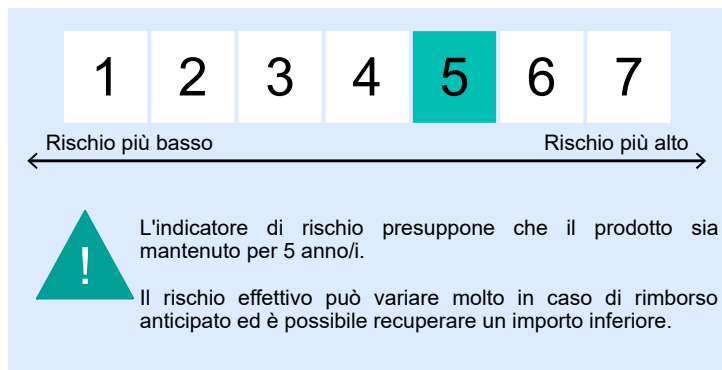 1 2 3 4 5 6 7
Rischio più basso Rischio più alto
!
L'indicatore di rischio presuppone che il prodotto sia
mantenuto per 5 anno/i.
Il rischio effettivo può variare molto in caso di rimborso
anticipato ed è possibile recuperare un importo inferiore.